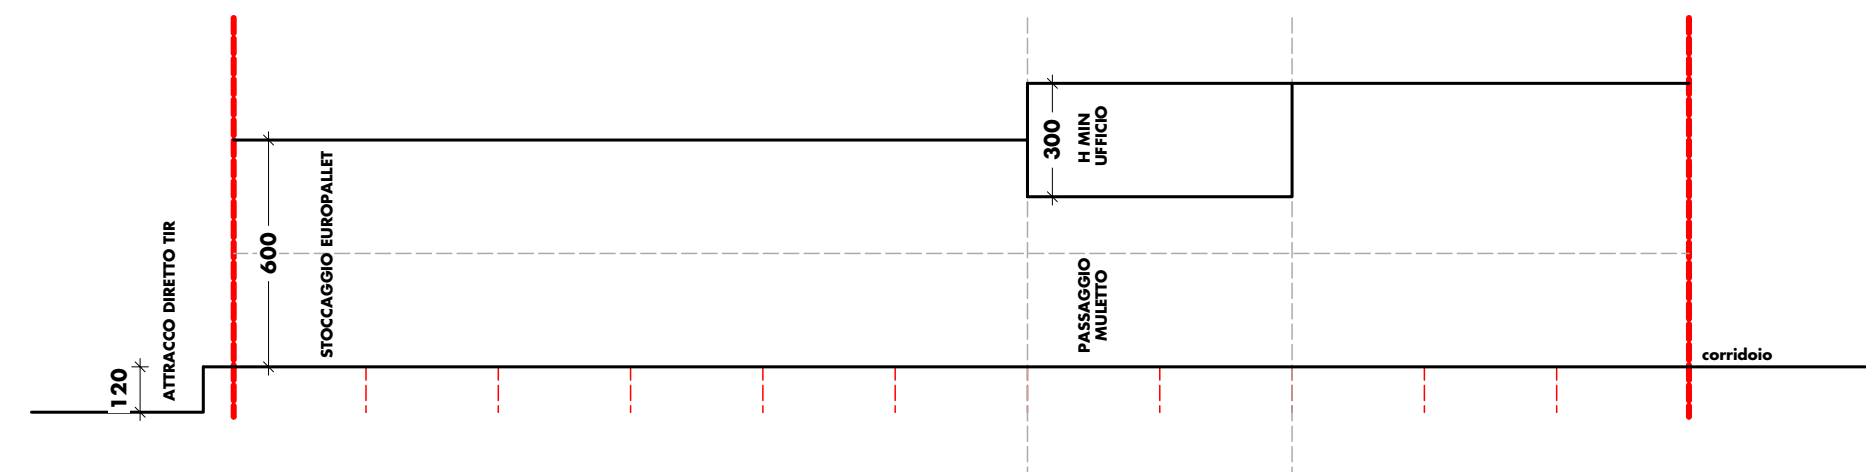 120
ATTRACCO DIRETTO TIR
600
STOCCAGGIO EUROPALLET
300
H MIN
UFFICIO
PASSAGGIO
MULETTO
corridoio